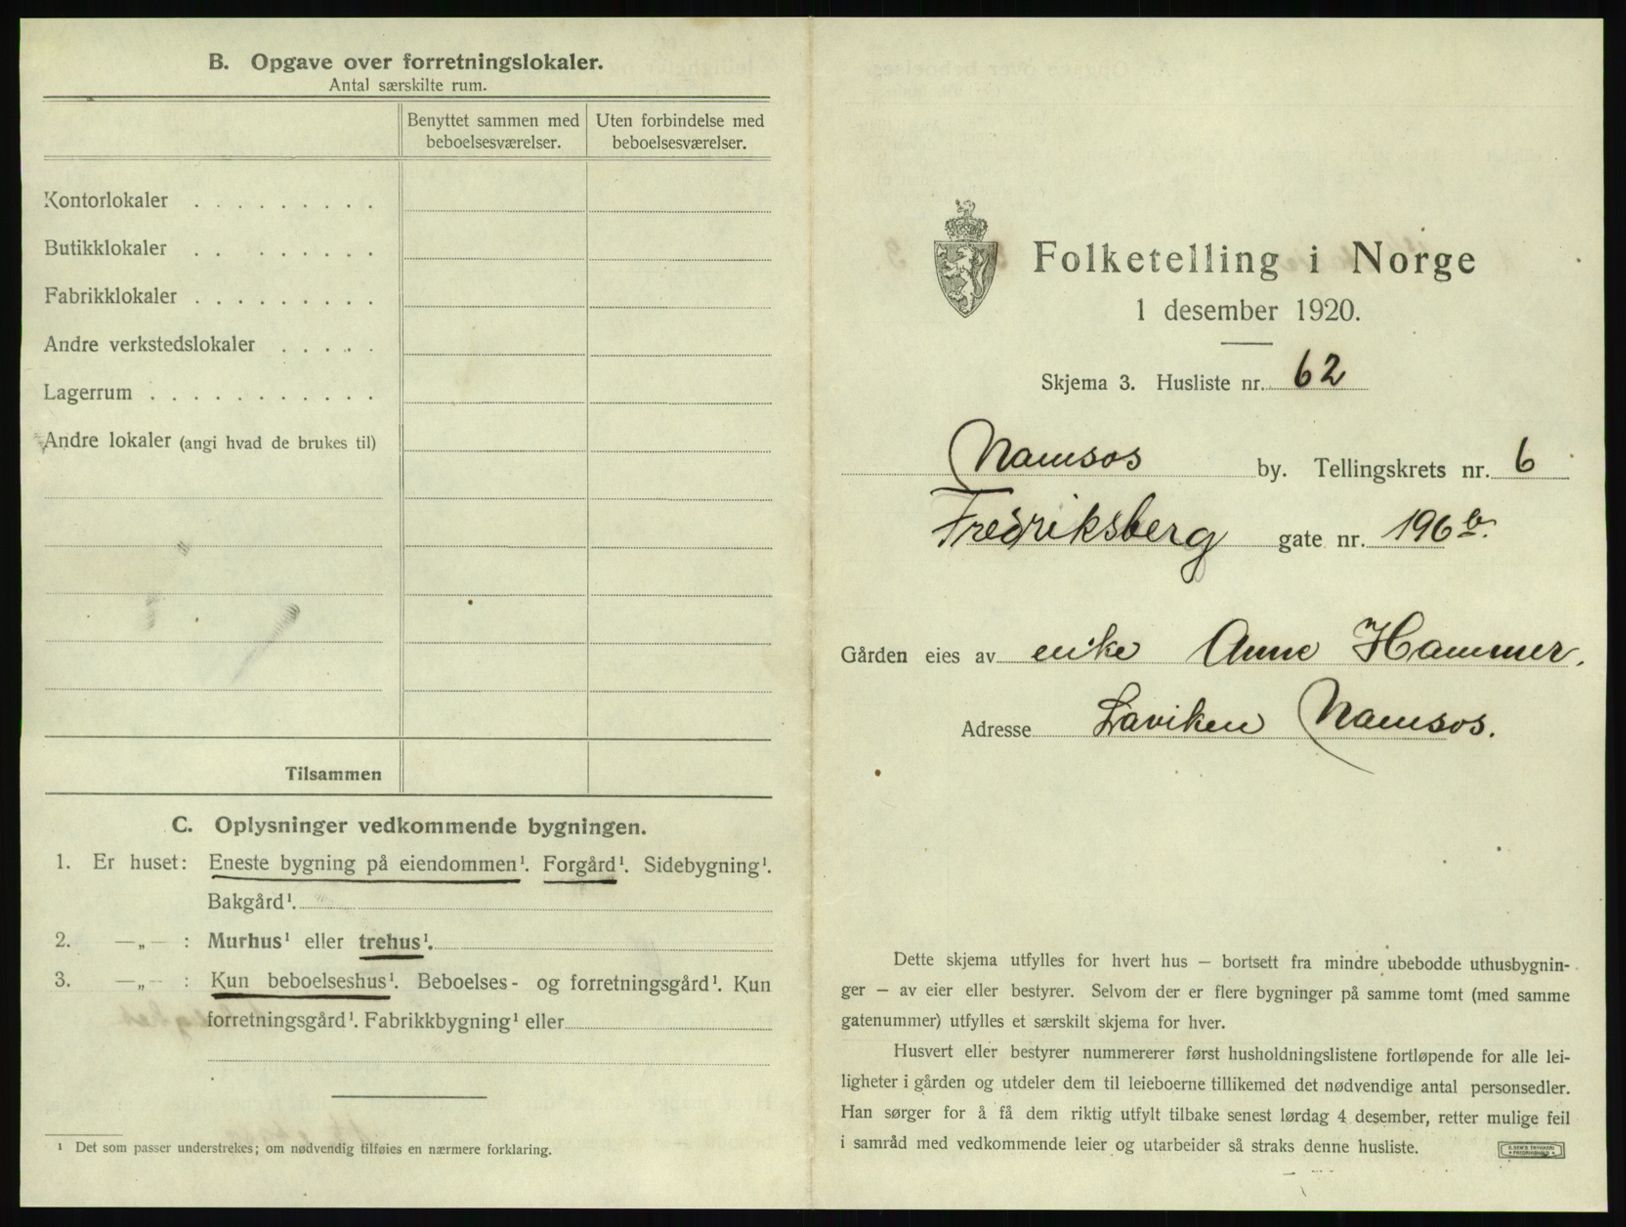 B. Opgave over forretningslokaler.
Antal særskilte rum.
Benyttet sammen med beboelsesværelser.
Uten forbindelse med beboelsesværelser.
Kontorlokaler . . . . . . . . .
Butikklokaler . . . . . . . . .
Fabrikklokaler . . . . . . . . .
Andre verkstedslokaler . . . . .
Lagerrum . . . . . . . . . . .
Andre lokaler (angi hvad de brukes til)
Tilsammen
C. Oplysninger vedkommende bygningen.
1. Er huset: Eneste bygning på eiendommen¹. Forgård¹. Sidebygning¹.
Bakgård¹.
2. —„— : Murhus¹ eller trehus¹.
3. —„— : Kun beboelseshus¹. Beboelses- og forretningsgård¹. Kun
forretningsgård¹. Fabrikkbygning¹ eller
¹ Det som passer understrekes; om nødvendig tilføies en nærmere forklaring.
Folketelling i Norge
1 desember 1920.
Skjema 3. Husliste nr. 62
Namsos by. Tellingskrets nr. 6
Fredriksberg gate nr. 196 b.
Gården eies av enke Anne Hammer.
Adresse Laviken Namsos.
Dette skjema utfylles for hvert hus — bortsett fra mindre ubebodde uthusbygnin-
ger — av eier eller bestyrer. Selvom der er flere bygninger på samme tomt (med samme
gatenummer) utfylles et særskilt skjema for hver.
Husvert eller bestyrer nummererer først husholdningslistene fortløpende for alle lei-
ligheter i gården og utdeler dem til leieboerne tillikemed det nødvendige antal personsedler.
Han sørger for å få dem riktig utfylt tilbake senest lørdag 4 desember, retter mulige feil
i samråd med vedkommende leier og utarbeider så straks denne husliste.